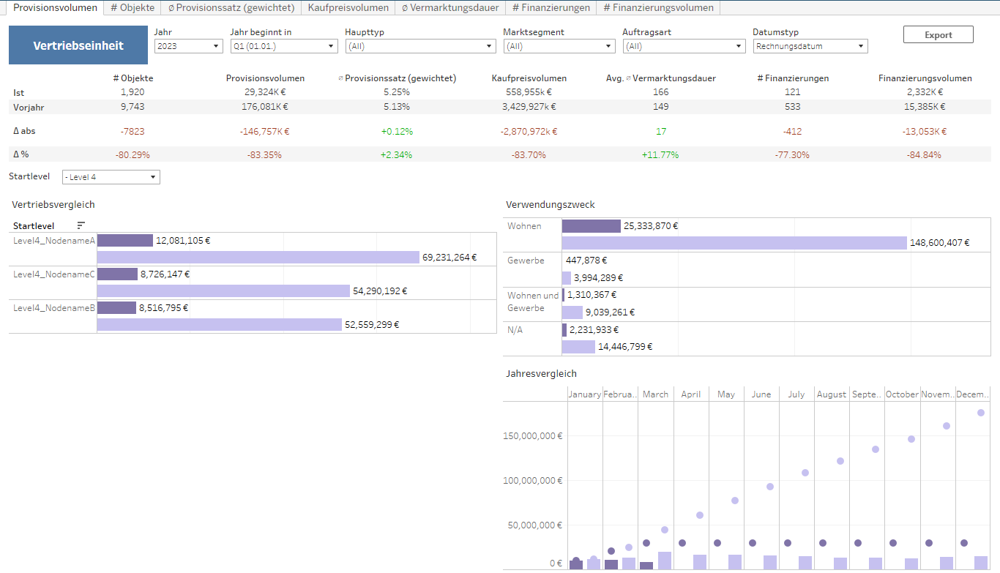 Provisionsvolumen # Objekte ∅ Provisionssatz (gewichtet) Kaufpreisvolumen ∅ Vermarktungsdauer # Finanzierungen # Finanzierungsvolumen
Vertriebseinheit
Jahr Jahr beginnt in Haupttyp Marktsegment Auftragsart Datumstyp
2023 Q1 (01.01.) (All) (All) (All) Rechnungsdatum
Export
# Objekte Provisionsvolumen ∅ Provisionssatz (gewichtet) Kaufpreisvolumen Avg. ∅ Vermarktungsdauer # Finanzierungen Finanzierungsvolumen
Ist 1,920 29,324K € 5.25% 558,955k € 166 121 2,332K €
Vorjahr 9,743 176,081K € 5.13% 3,429,927k € 149 533 15,385K €
Δ abs -7823 -146,757K € +0.12% -2,870,972k € 17 -412 -13,053K €
Δ % -80.29% -83.35% +2.34% -83.70% +11.77% -77.30% -84.84%
Startlevel - Level 4
Vertriebsvergleich
Startlevel
Level4_NodenameA 12,081,105 €
69,231,264 €
Level4_NodenameC 8,726,147 €
54,290,192 €
Level4_NodenameB 8,516,795 €
52,559,299 €
Verwendungszweck
Wohnen 25,333,870 €
148,600,407 €
Gewerbe 447,878 €
3,994,289 €
Wohnen und 1,310,367 €
Gewerbe 9,039,261 €
N/A 2,231,933 €
14,446,799 €
Jahresvergleich
January Februa.. March April May June July August Septe.. October Novem.. Decem..
150,000,000 €
100,000,000 €
50,000,000 €
0 €